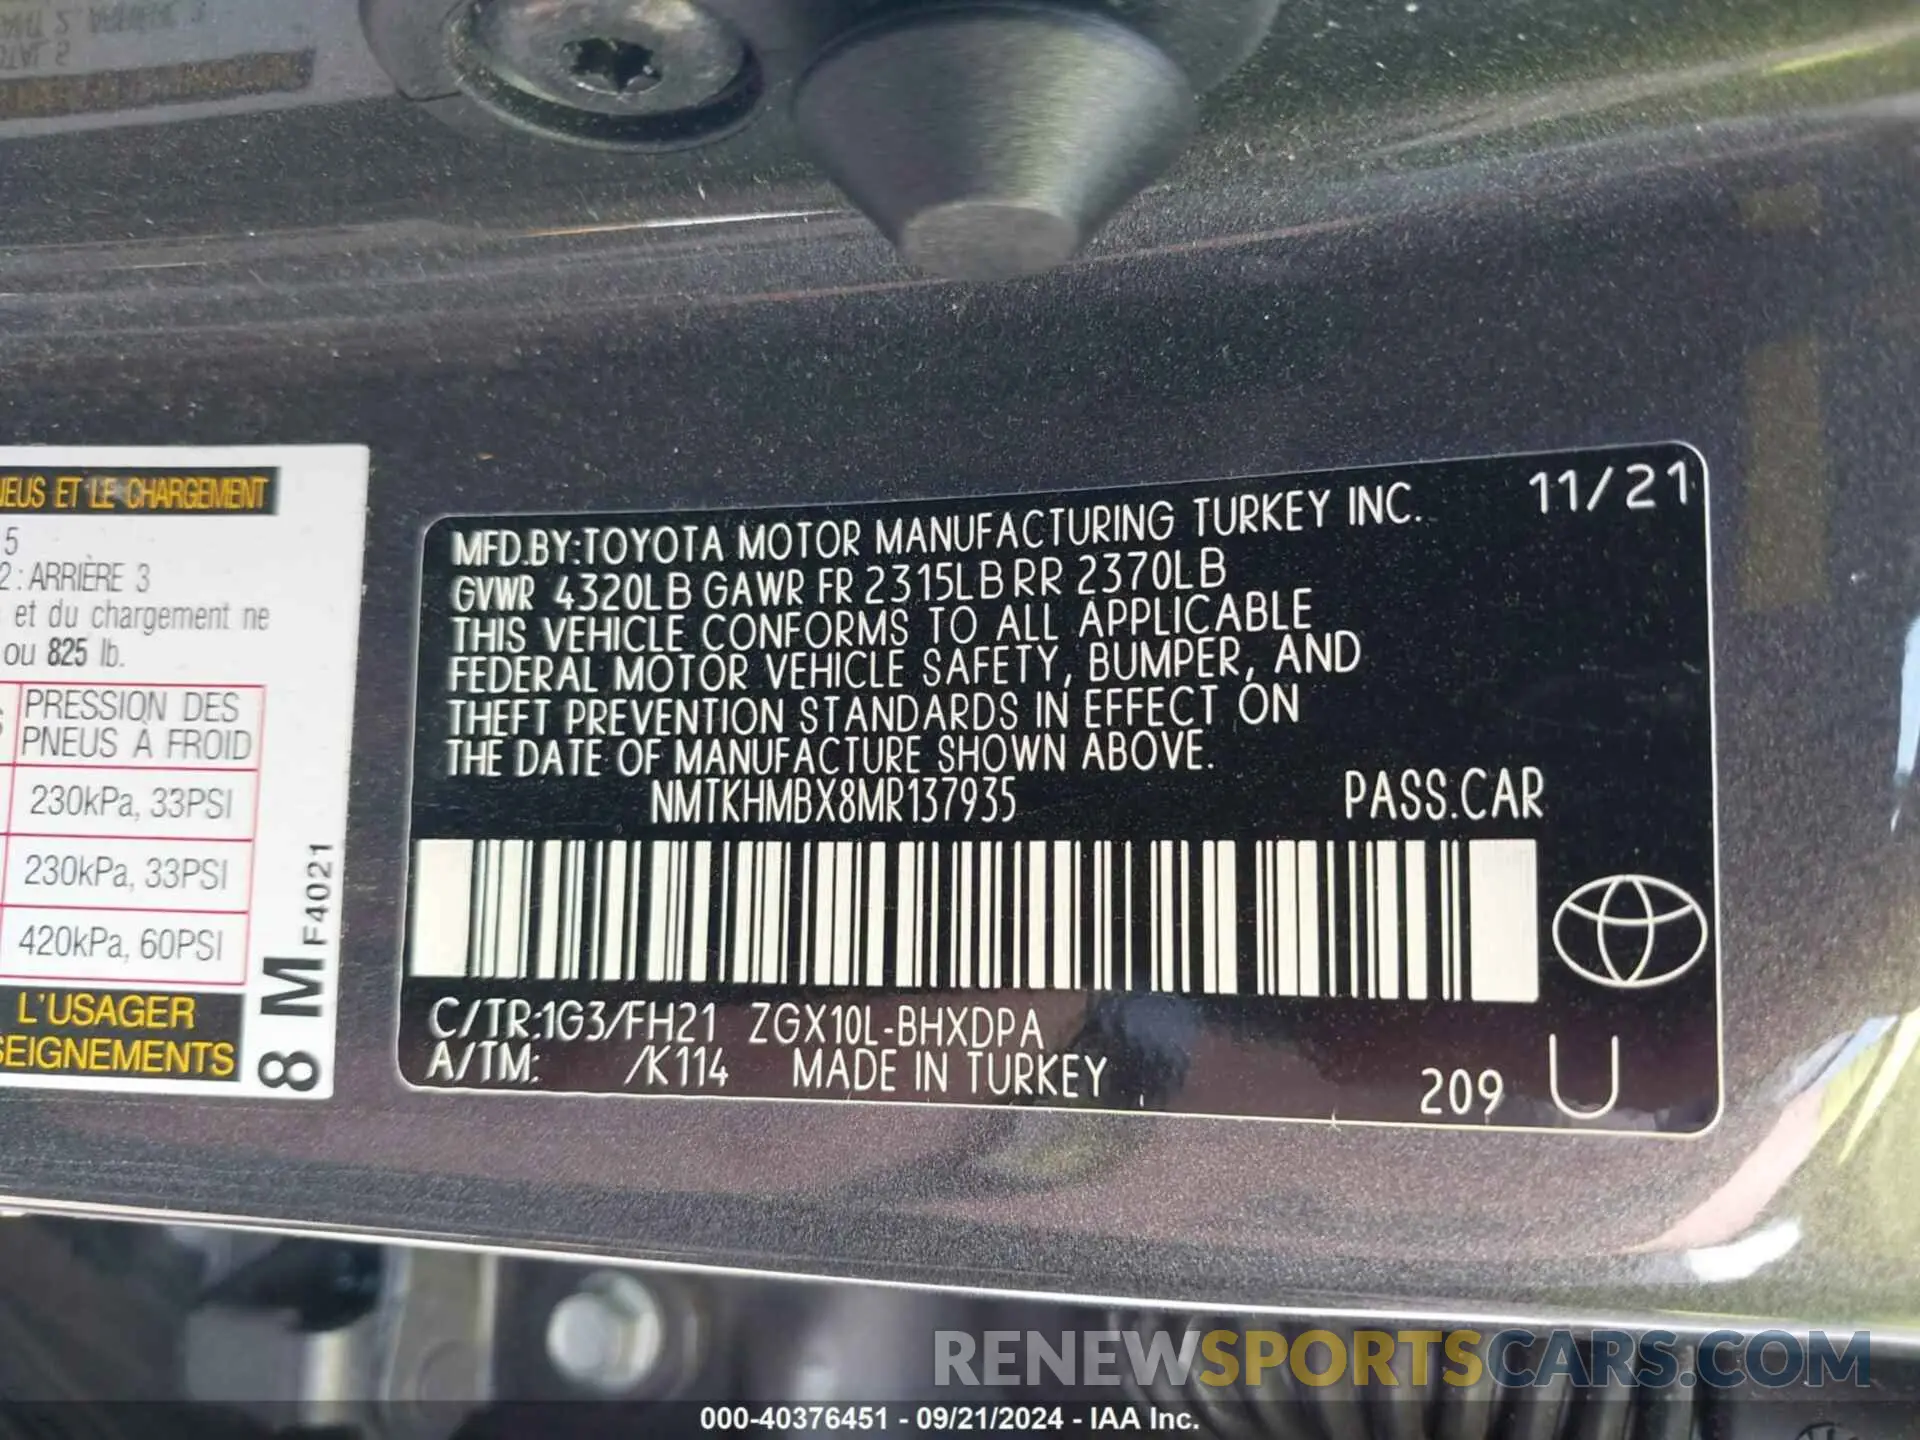 NEUS ET LE CHARGEMENT
5
2: ARRIÈRE 3
et du chargement ne
ou 825 lb.
PRESSION DES
PNEUS À FROID
230kPa, 33PSI
230kPa, 33PSI
420kPa, 60PSI
L'USAGER
SEIGNEMENTS
8 M F4021
MFD.BY:TOYOTA MOTOR MANUFACTURING TURKEY INC. 11/21
GVWR 4320LB GAWR FR 2315LB RR 2370LB
THIS VEHICLE CONFORMS TO ALL APPLICABLE
FEDERAL MOTOR VEHICLE SAFETY, BUMPER, AND
THEFT PREVENTION STANDARDS IN EFFECT ON
THE DATE OF MANUFACTURE SHOWN ABOVE.
NMTKHMBX8MR137935 PASS.CAR
C/TR:1G3/FH21 ZGX10L-BHXDPA
A/TM: /K114 MADE IN TURKEY
209 U
RENEWSPORTSCARS.COM
000-40376451 - 09/21/2024 - IAA Inc.